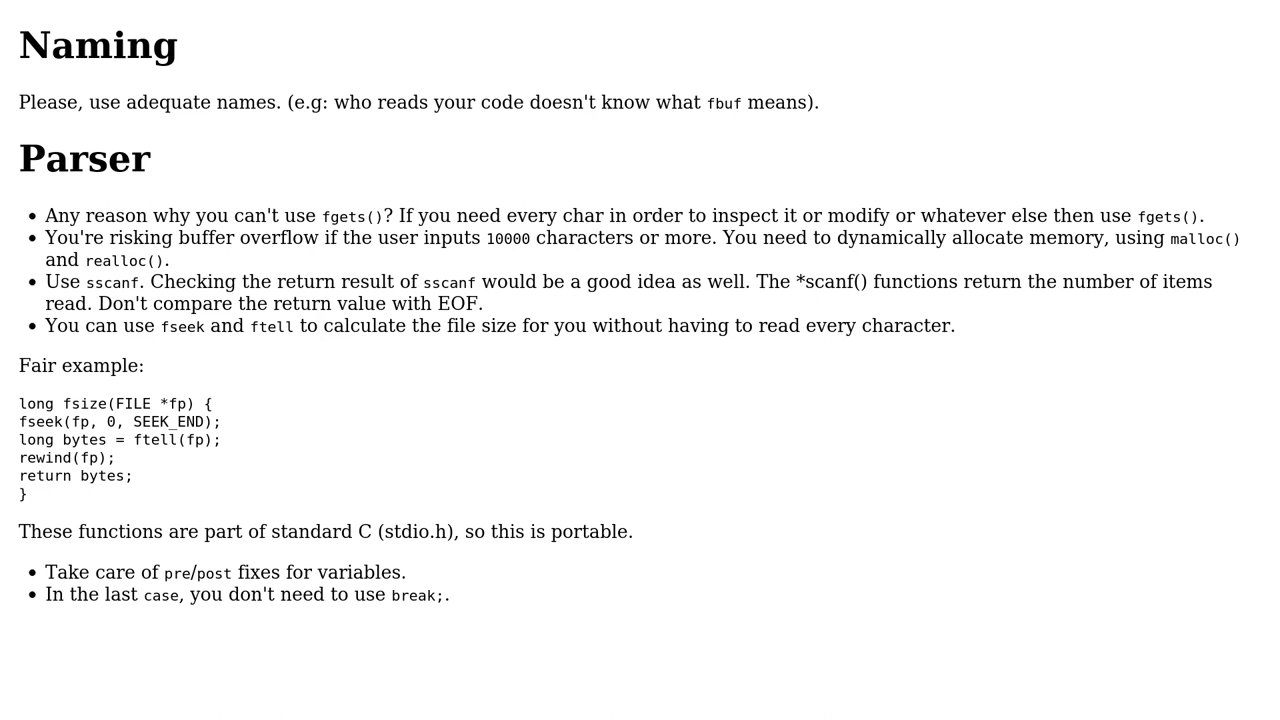 Naming
Please, use adequate names. (e.g: who reads your code doesn't know what fbuf means).
Parser
• Any reason why you can't use fgets()? If you need every char in order to inspect it or modify or whatever else then use fgets().
• You're risking buffer overflow if the user inputs 10000 characters or more. You need to dynamically allocate memory, using malloc()
and realloc().
• Use sscanf. Checking the return result of sscanf would be a good idea as well. The *scanf() functions return the number of items
read. Don't compare the return value with EOF.
• You can use fseek and ftell to calculate the file size for you without having to read every character.
Fair example:
long fsize(FILE *fp) {
fseek(fp, 0, SEEK_END);
long bytes = ftell(fp);
rewind(fp);
return bytes;
}
These functions are part of standard C (stdio.h), so this is portable.
• Take care of pre/post fixes for variables.
• In the last case, you don't need to use break;.